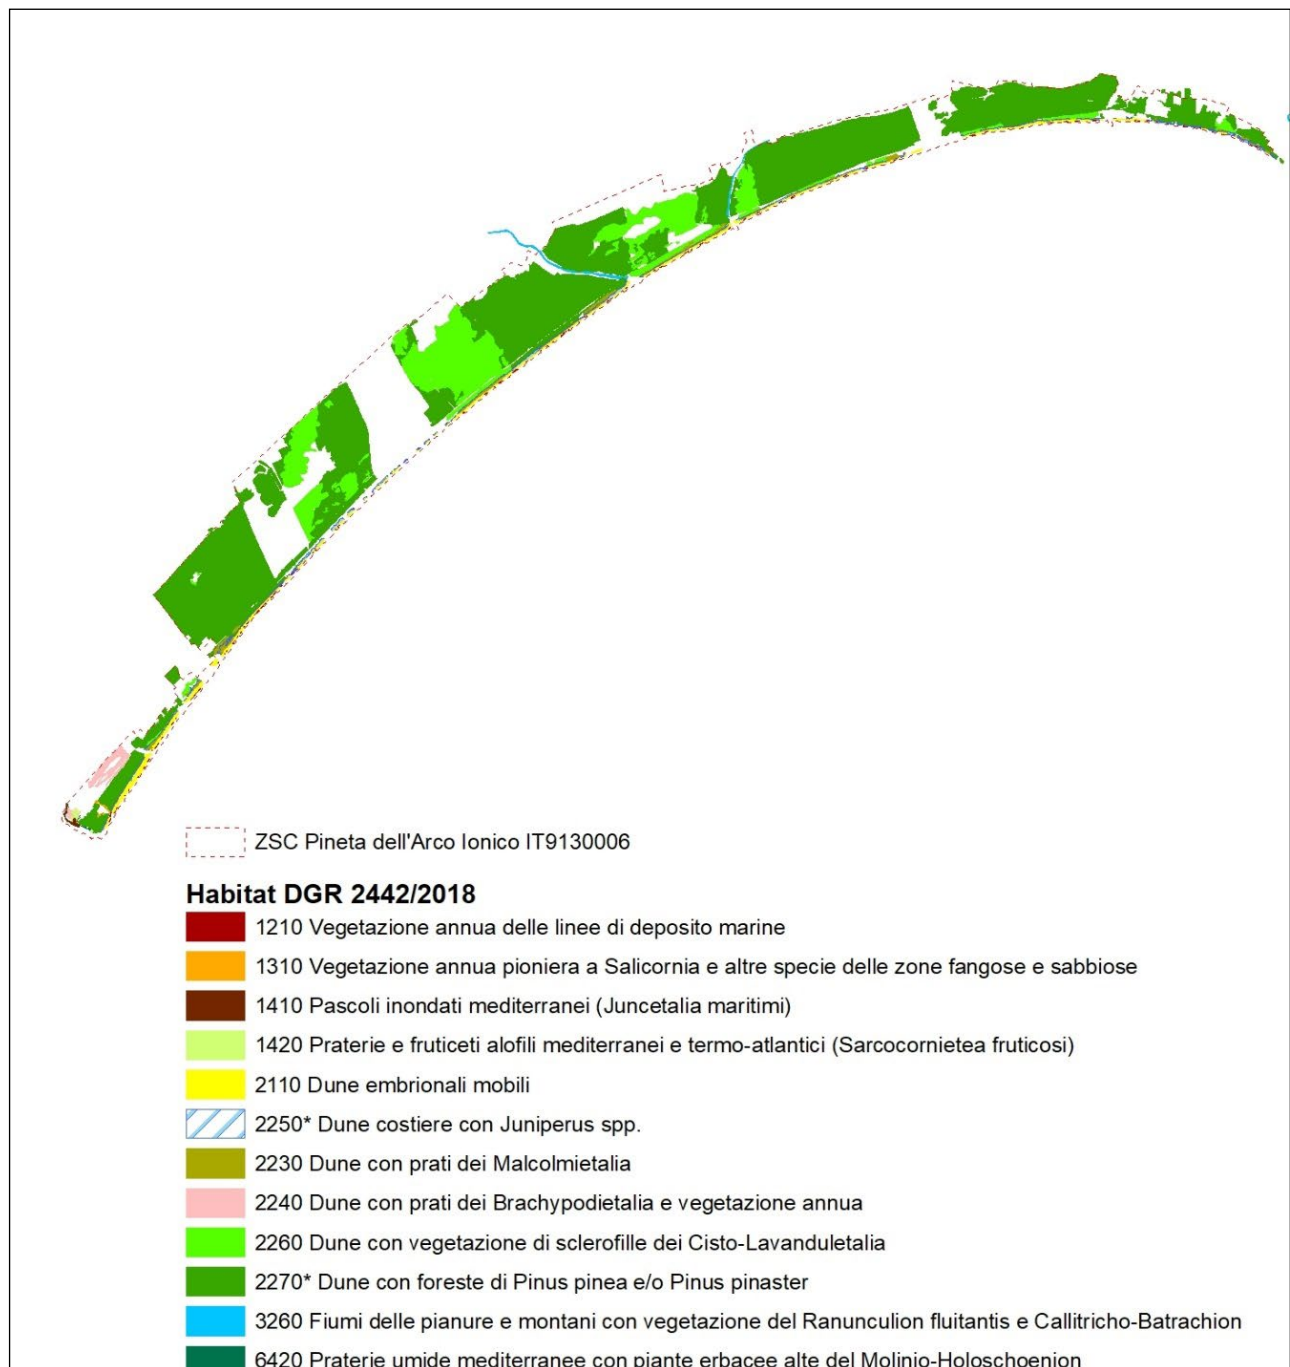 ZSC Pineta dell'Arco Ionico IT9130006
Habitat DGR 2442/2018
1210 Vegetazione annua delle linee di deposito marine
1310 Vegetazione annua pioniera a Salicornia e altre specie delle zone fangose e sabbiose
1410 Pascoli inondati mediterranei (Juncetalia maritimi)
1420 Praterie e fruticeti alofili mediterranei e termo-atlantici (Sarcocornietea fruticosi)
2110 Dune embrionali mobili
2250* Dune costiere con Juniperus spp.
2230 Dune con prati dei Malcolmietalia
2240 Dune con prati dei Brachypodietalia e vegetazione annua
2260 Dune con vegetazione di sclerofille dei Cisto-Lavanduletalia
2270* Dune con foreste di Pinus pinea e/o Pinus pinaster
3260 Fiumi delle pianure e montani con vegetazione del Ranunculion fluitantis e Callitricho-Batrachion
6420 Praterie umide mediterranee con piante erbacee alte del Molinio-Holoschoenion